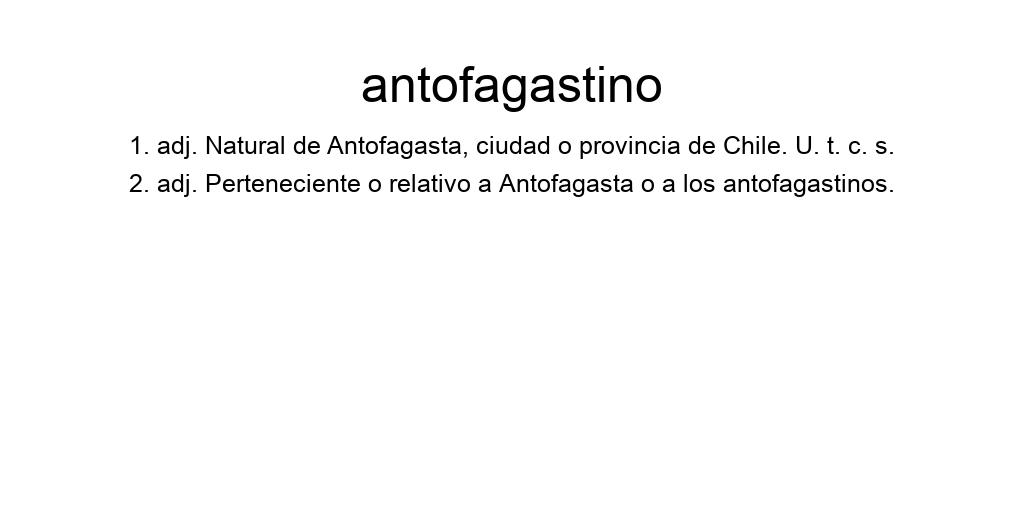 antofagastino
1. adj. Natural de Antofagasta, ciudad o provincia de Chile. U. t. c. s.
2. adj. Perteneciente o relativo a Antofagasta o a los antofagastinos.